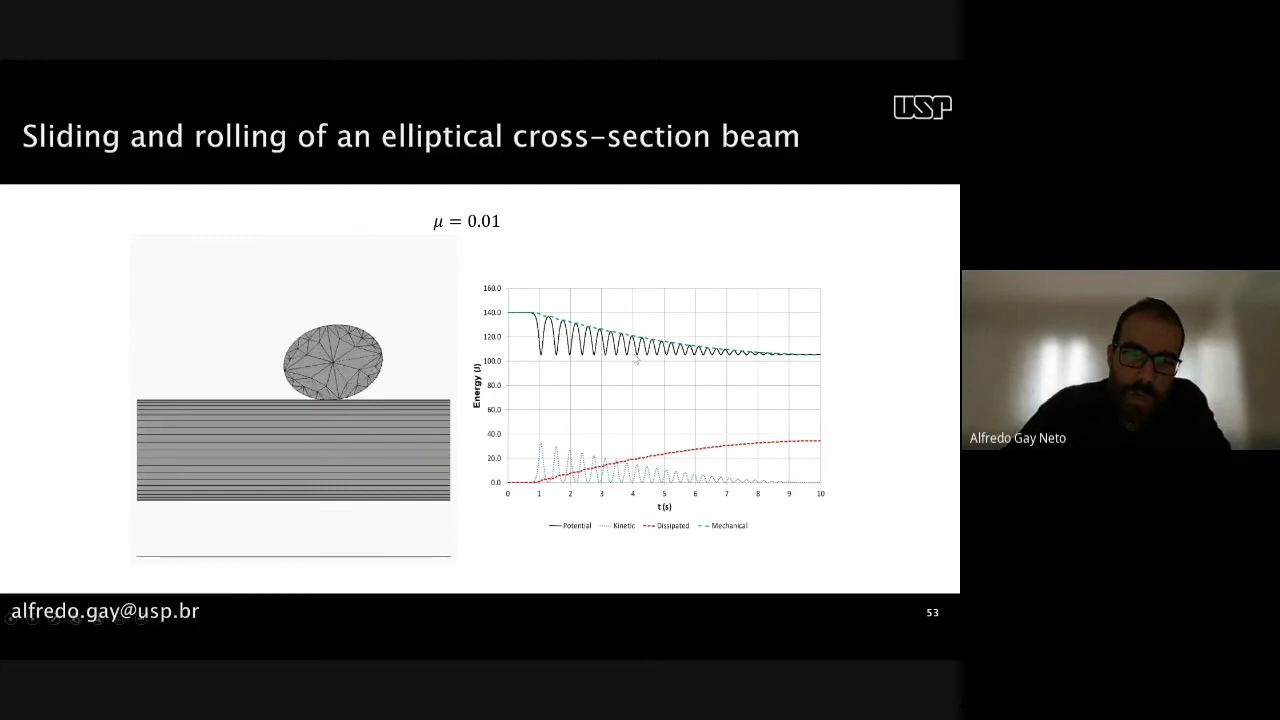 USP
Sliding and rolling of an elliptical cross-section beam
μ = 0.01
160.0
140.0
120.0
100.0
80.0
60.0
40.0
20.0
0.0
Energy (J)
0 1 2 3 4 5 6 7 8 9 10
t (s)
Potential Kinetic Dissipated Mechanical
Alfredo Gay Neto
alfredo.gay@usp.br
53